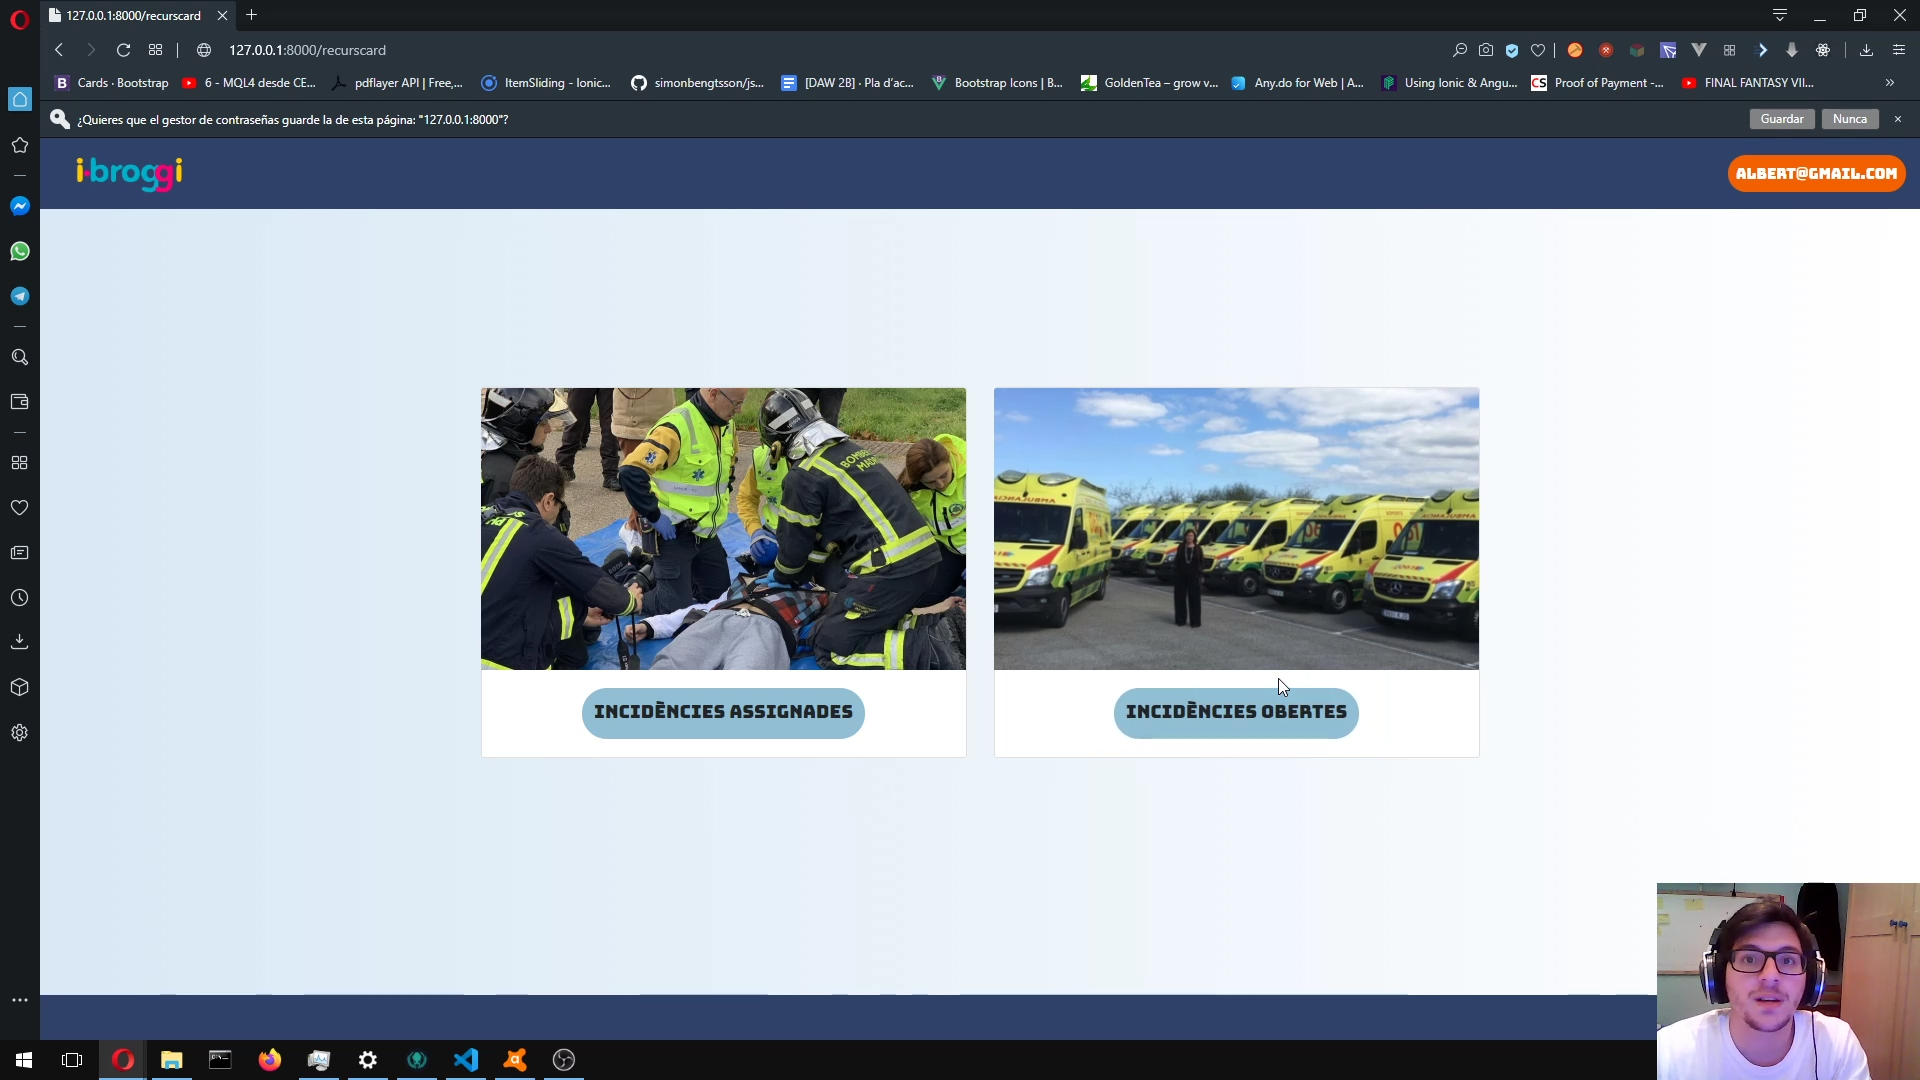 127.0.0.1:8000/recurscard
127.0.0.1:8000/recurscard
Cards · Bootstrap
6 - MQL4 desde CE...
pdflayer API | Free,...
ItemSliding - Ionic...
simonbengtsson/js...
[DAW 2B] · Pla d'ac...
Bootstrap Icons | B...
GoldenTea – grow v...
Any.do for Web | A...
Using Ionic & Angu...
CS
Proof of Payment -...
FINAL FANTASY VII...
¿Quieres que el gestor de contraseñas guarde la de esta página: "127.0.0.1:8000"?
Guardar
Nunca
i·broggi
ALBERT@GMAIL.COM
BOMBEROS
INCIDÈNCIES ASSIGNADES
INCIDÈNCIES OBERTES